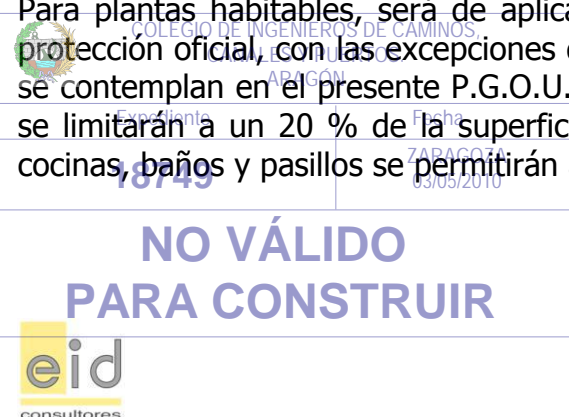 Para plantas habitables, será de aplica
COLEGIO DE INGENIEROS DE CAMINOS,
protección oficial, con las excepciones
CANALES Y PUERTOS.
ARAGÓN
se contemplan en el presente P.G.O.U.
Expediente Fecha
se limitarán a un 20 % de la superfic
ZARAGOZA
cocinas, baños y pasillos se permitirán
18749 03/05/2010
NO VÁLIDO
PARA CONSTRUIR
eid
consultores